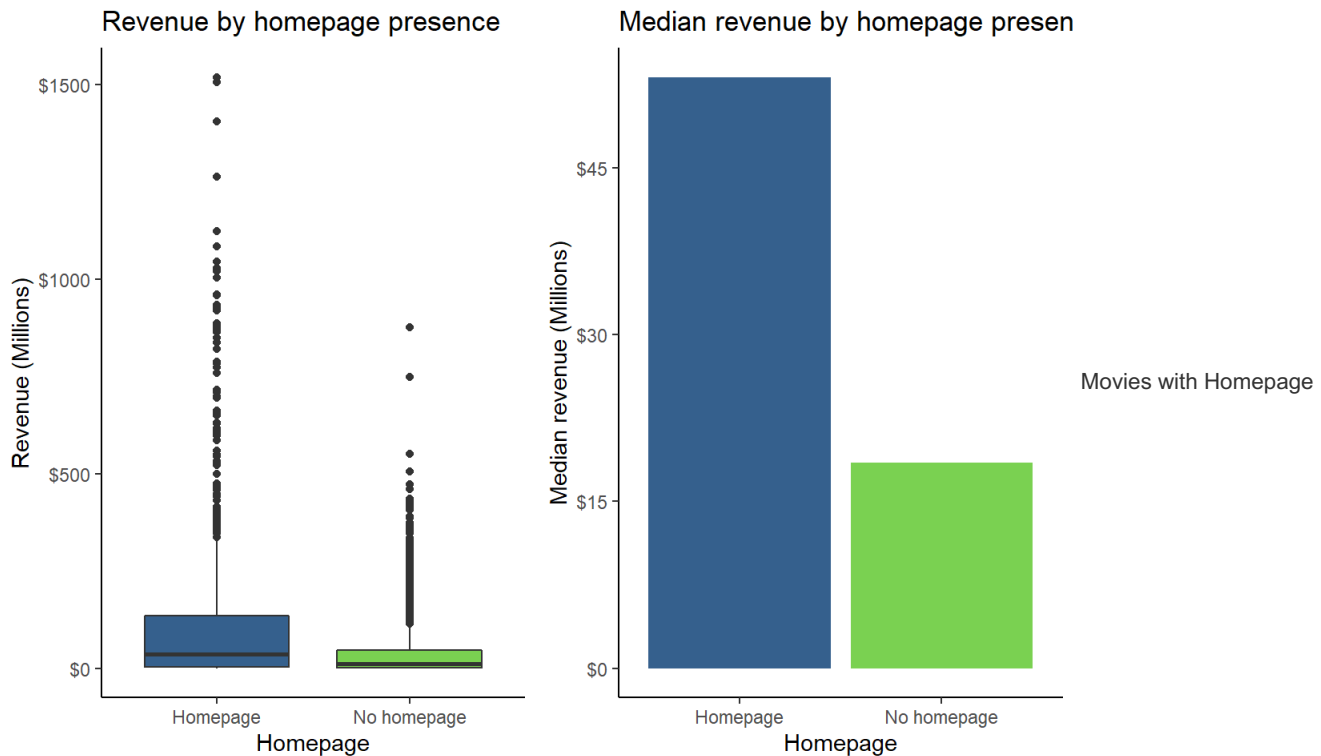 Revenue by homepage presence
Revenue (Millions)
$1500
$1000
$500
$0
Homepage
No homepage
Homepage
Median revenue by homepage presen
Median revenue (Millions)
$45
$30
$15
$0
Homepage
No homepage
Homepage
Movies with Homepage